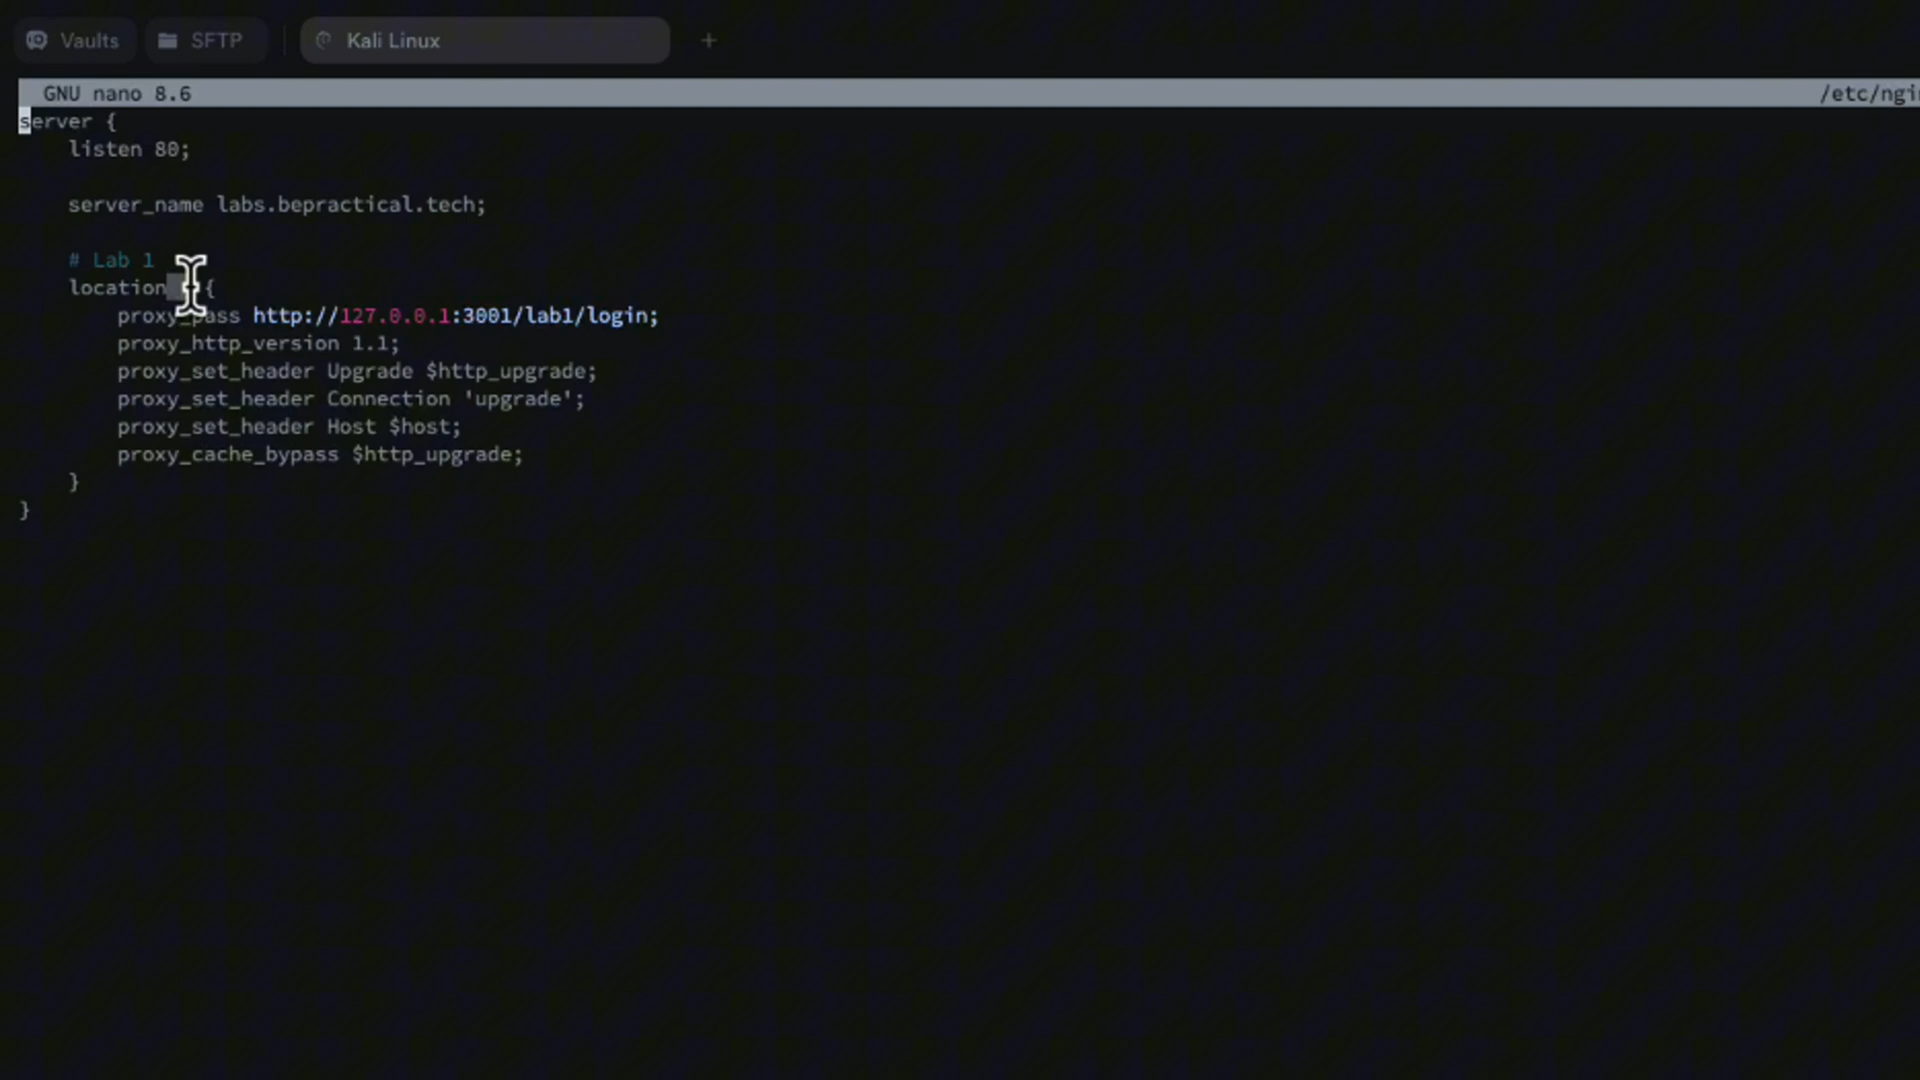 Vaults SFTP Kali Linux +
GNU nano 8.6 /etc/ngi
server {
listen 80;
server_name labs.bepractical.tech;
# Lab 1
location {
proxy_pass http://127.0.0.1:3001/lab1/login;
proxy_http_version 1.1;
proxy_set_header Upgrade $http_upgrade;
proxy_set_header Connection 'upgrade';
proxy_set_header Host $host;
proxy_cache_bypass $http_upgrade;
}
}